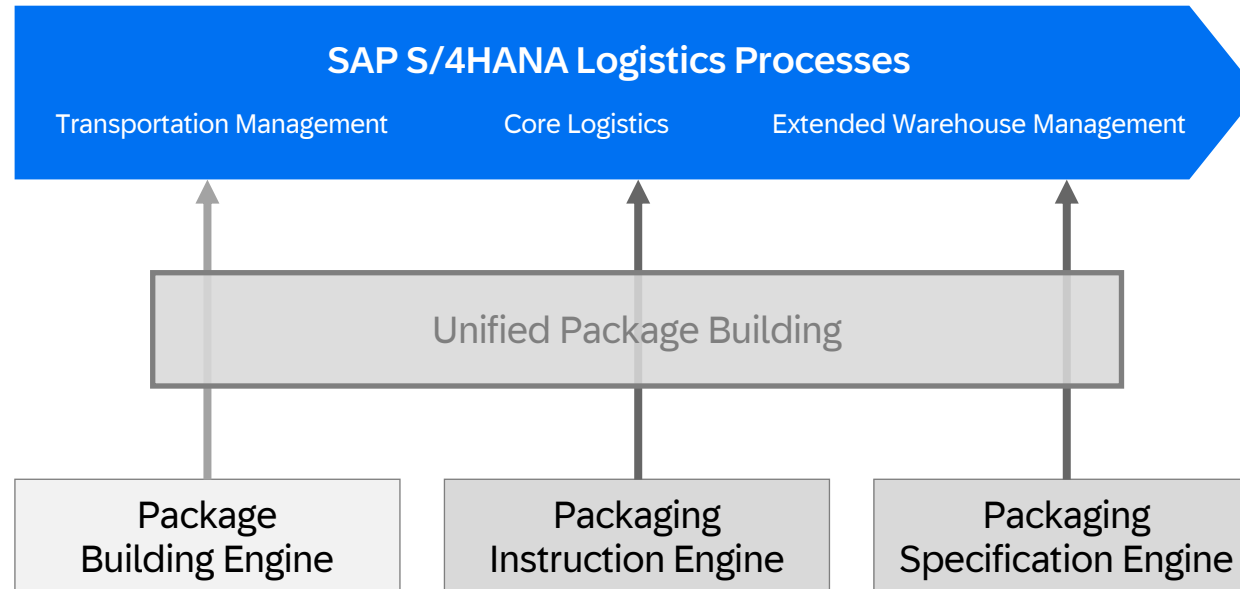 SAP S/4HANA Logistics Processes
Transportation Management
Core Logistics
Extended Warehouse Management
Unified Package Building
Package
Building Engine
Packaging
Instruction Engine
Packaging
Specification Engine